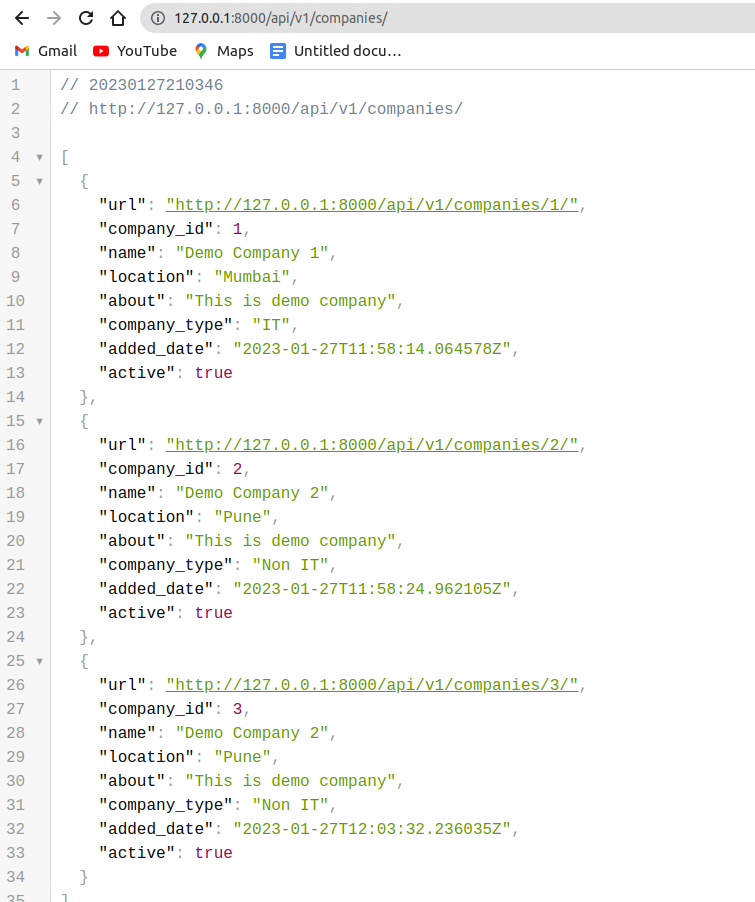 127.0.0.1:8000/api/v1/companies/
Gmail YouTube Maps Untitled docu...
1 // 20230127210346
2 // http://127.0.0.1:8000/api/v1/companies/
3
4 [
5 {
6 "url": "http://127.0.0.1:8000/api/v1/companies/1/",
7 "company_id": 1,
8 "name": "Demo Company 1",
9 "location": "Mumbai",
10 "about": "This is demo company",
11 "company_type": "IT",
12 "added_date": "2023-01-27T11:58:14.064578Z",
13 "active": true
14 },
15 {
16 "url": "http://127.0.0.1:8000/api/v1/companies/2/",
17 "company_id": 2,
18 "name": "Demo Company 2",
19 "location": "Pune",
20 "about": "This is demo company",
21 "company_type": "Non IT",
22 "added_date": "2023-01-27T11:58:24.962105Z",
23 "active": true
24 },
25 {
26 "url": "http://127.0.0.1:8000/api/v1/companies/3/",
27 "company_id": 3,
28 "name": "Demo Company 2",
29 "location": "Pune",
30 "about": "This is demo company",
31 "company_type": "Non IT",
32 "added_date": "2023-01-27T12:03:32.236035Z",
33 "active": true
34 }
35 ]